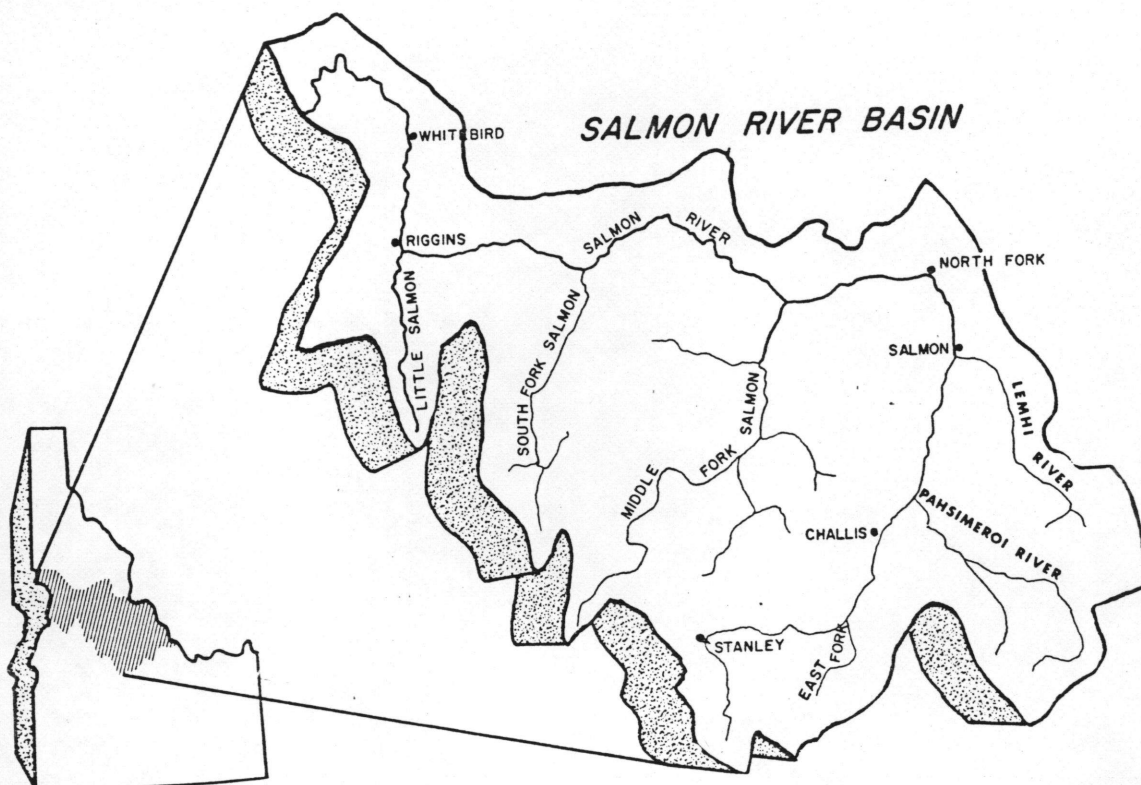 SALMON RIVER BASIN
WHITEBIRD
RIGGINS
SALMON RIVER
NORTH FORK
LITTLE SALMON
SOUTH FORK SALMON
SALMON
LEMHI RIVER
MIDDLE FORK SALMON
PAHSIMEROI RIVER
CHALLIS
STANLEY
EAST FORK